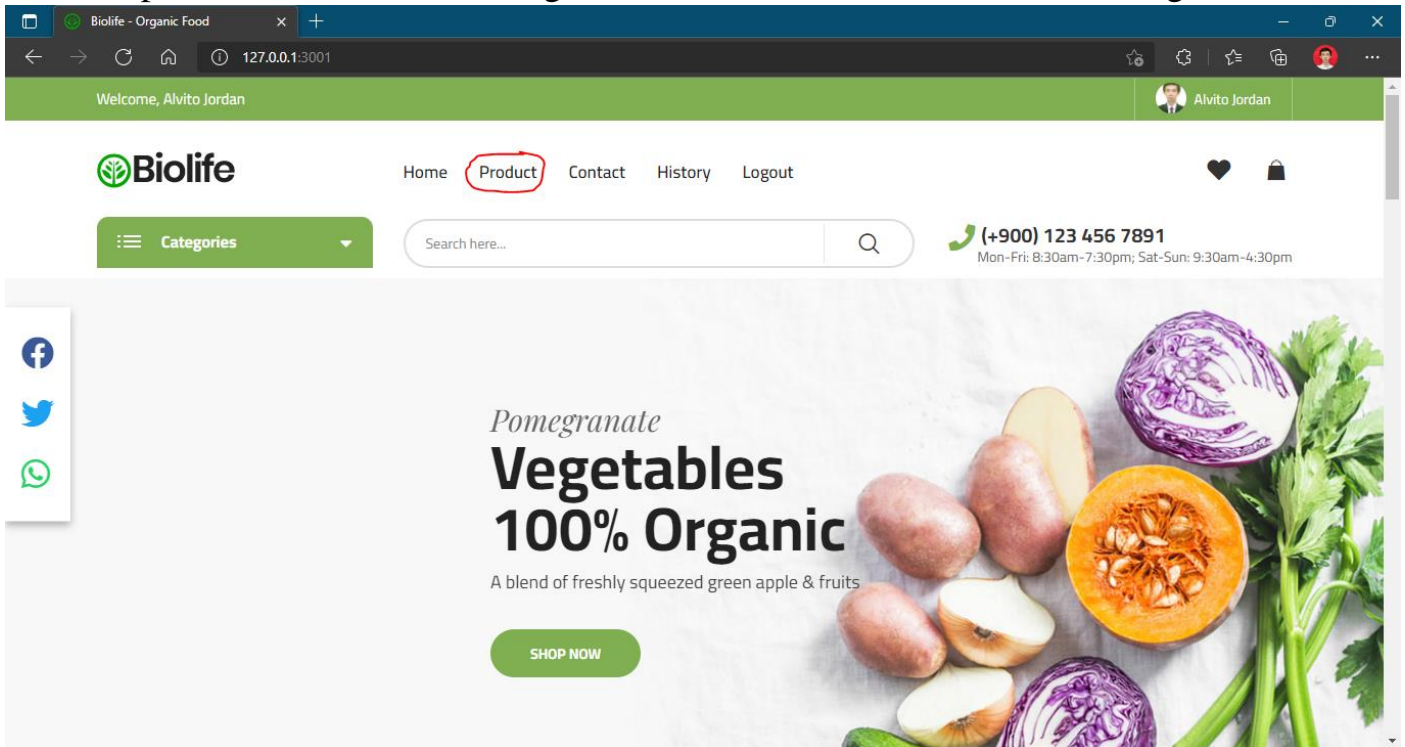 Biolife - Organic Food
127.0.0.1:3001
Welcome, Alvito Jordan
Alvito Jordan
Biolife
Home Product Contact History Logout
Categories
Search here...
(+900) 123 456 7891
Mon-Fri: 8:30am-7:30pm; Sat-Sun: 9:30am-4:30pm
Pomegranate
Vegetables
100% Organic
A blend of freshly squeezed green apple & fruits
SHOP NOW